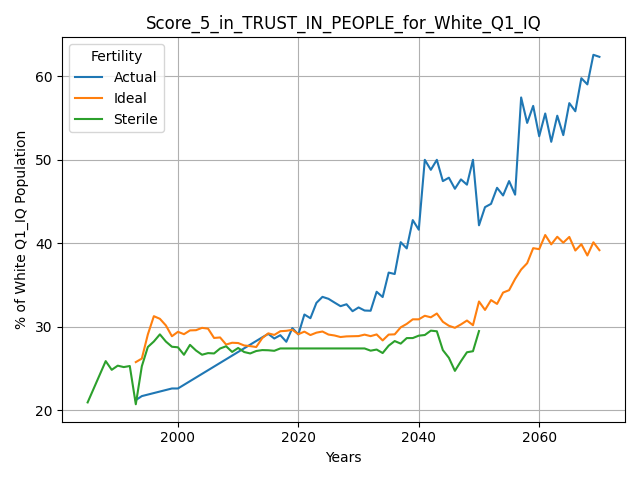 Score_5_in_TRUST_IN_PEOPLE_for_White_Q1_IQ
Fertility
Actual
Ideal
Sterile
% of White Q1_IQ Population
60
50
40
30
20
2000
2020
2040
2060
Years